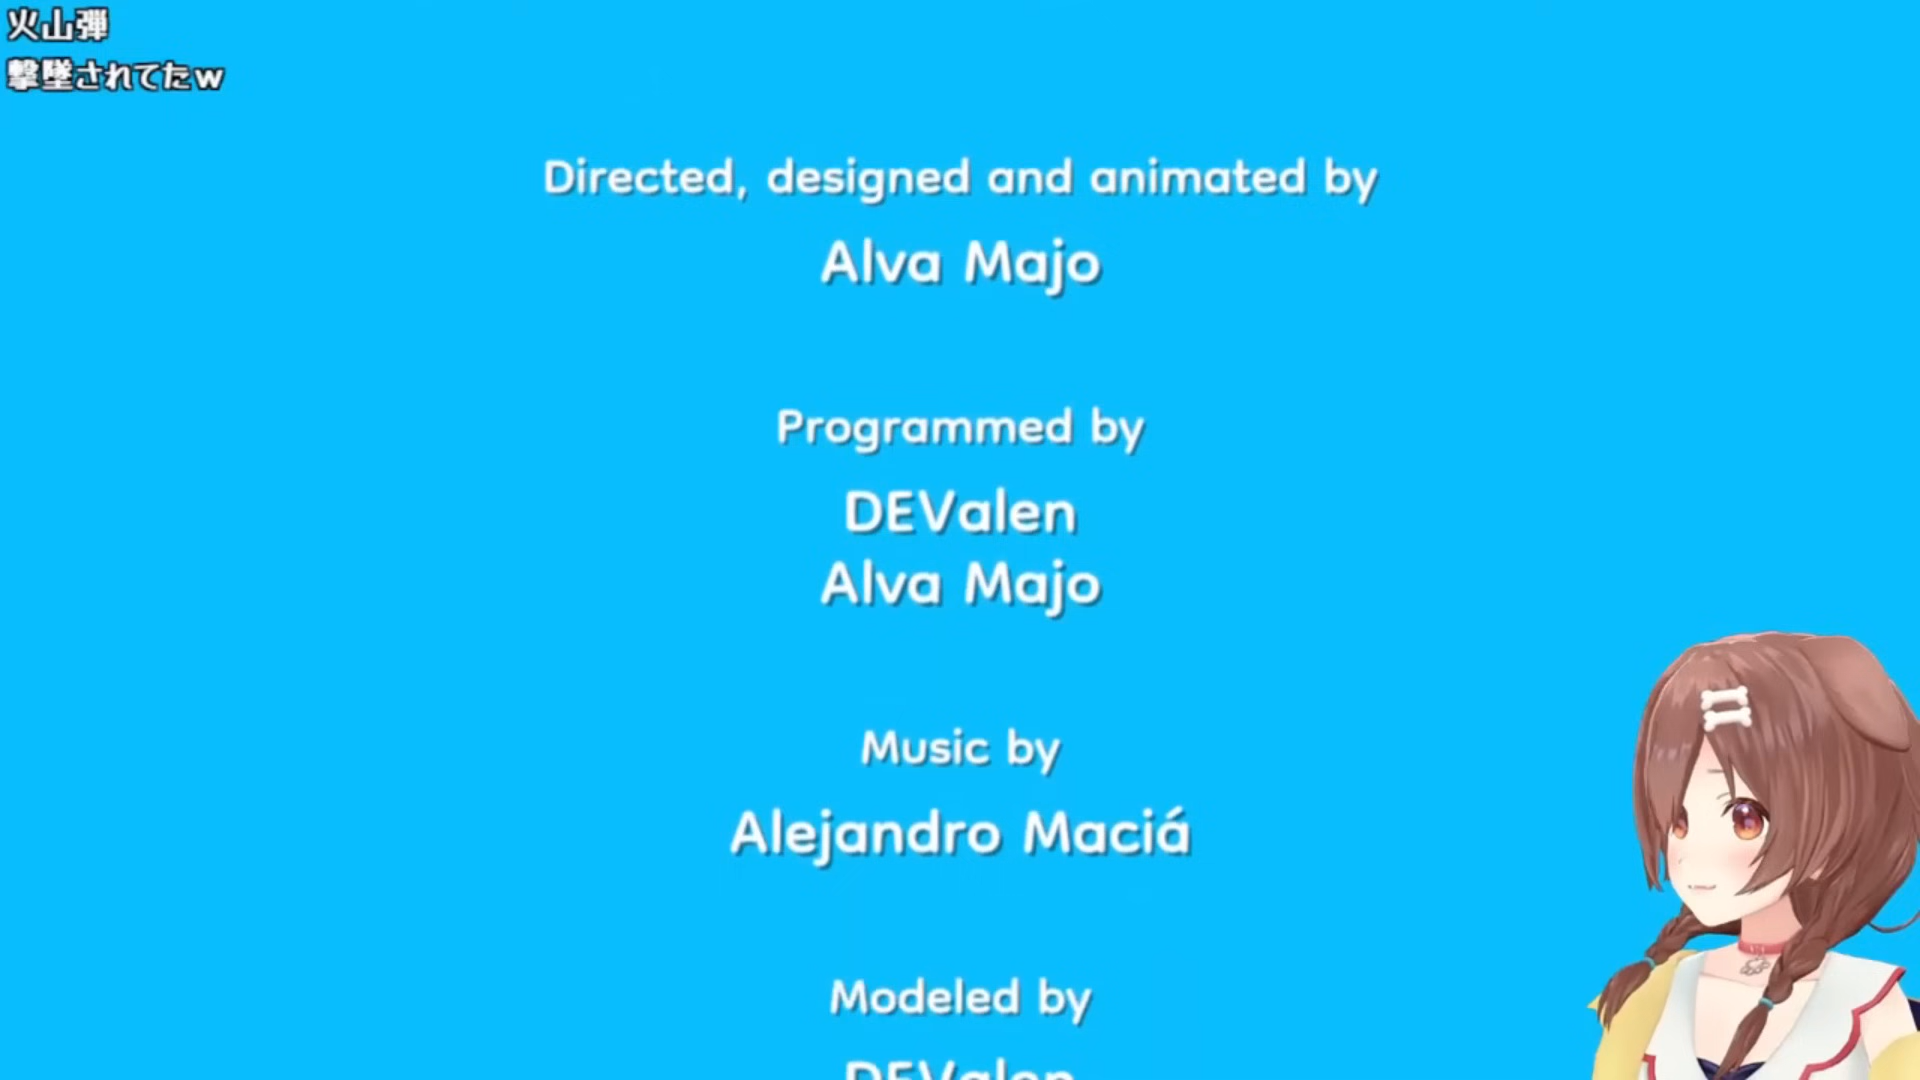 火山弾
撃墜されてたw
Directed, designed and animated by
Alva Majo
Programmed by
DEValen
Alva Majo
Music by
Alejandro Maciá
Modeled by
DEValen